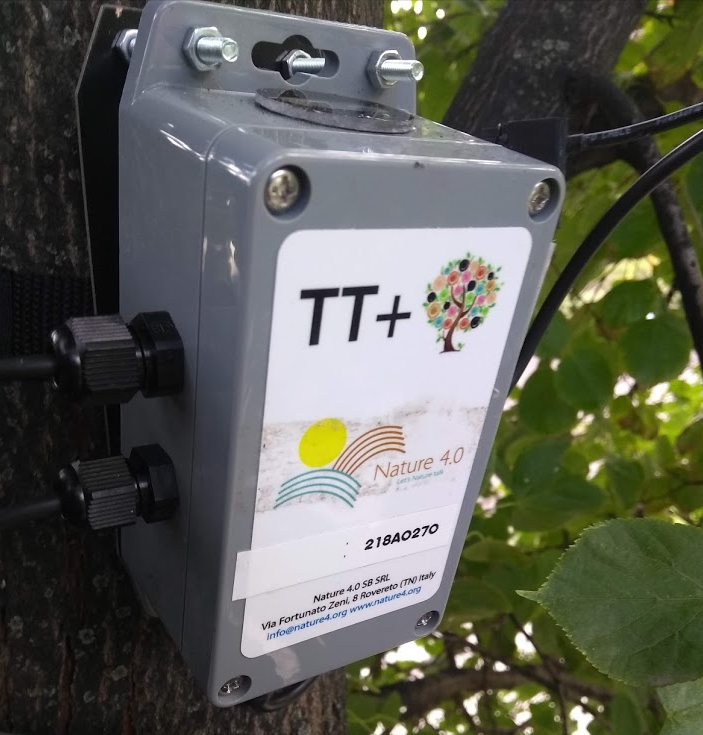 TT+
Nature 4.0
Let's Nature talk
218A0270
Nature 4.0 SB SRL
Via Fortunato Zeni, 8 Rovereto (TN) Italy
info@nature4.org www.nature4.org